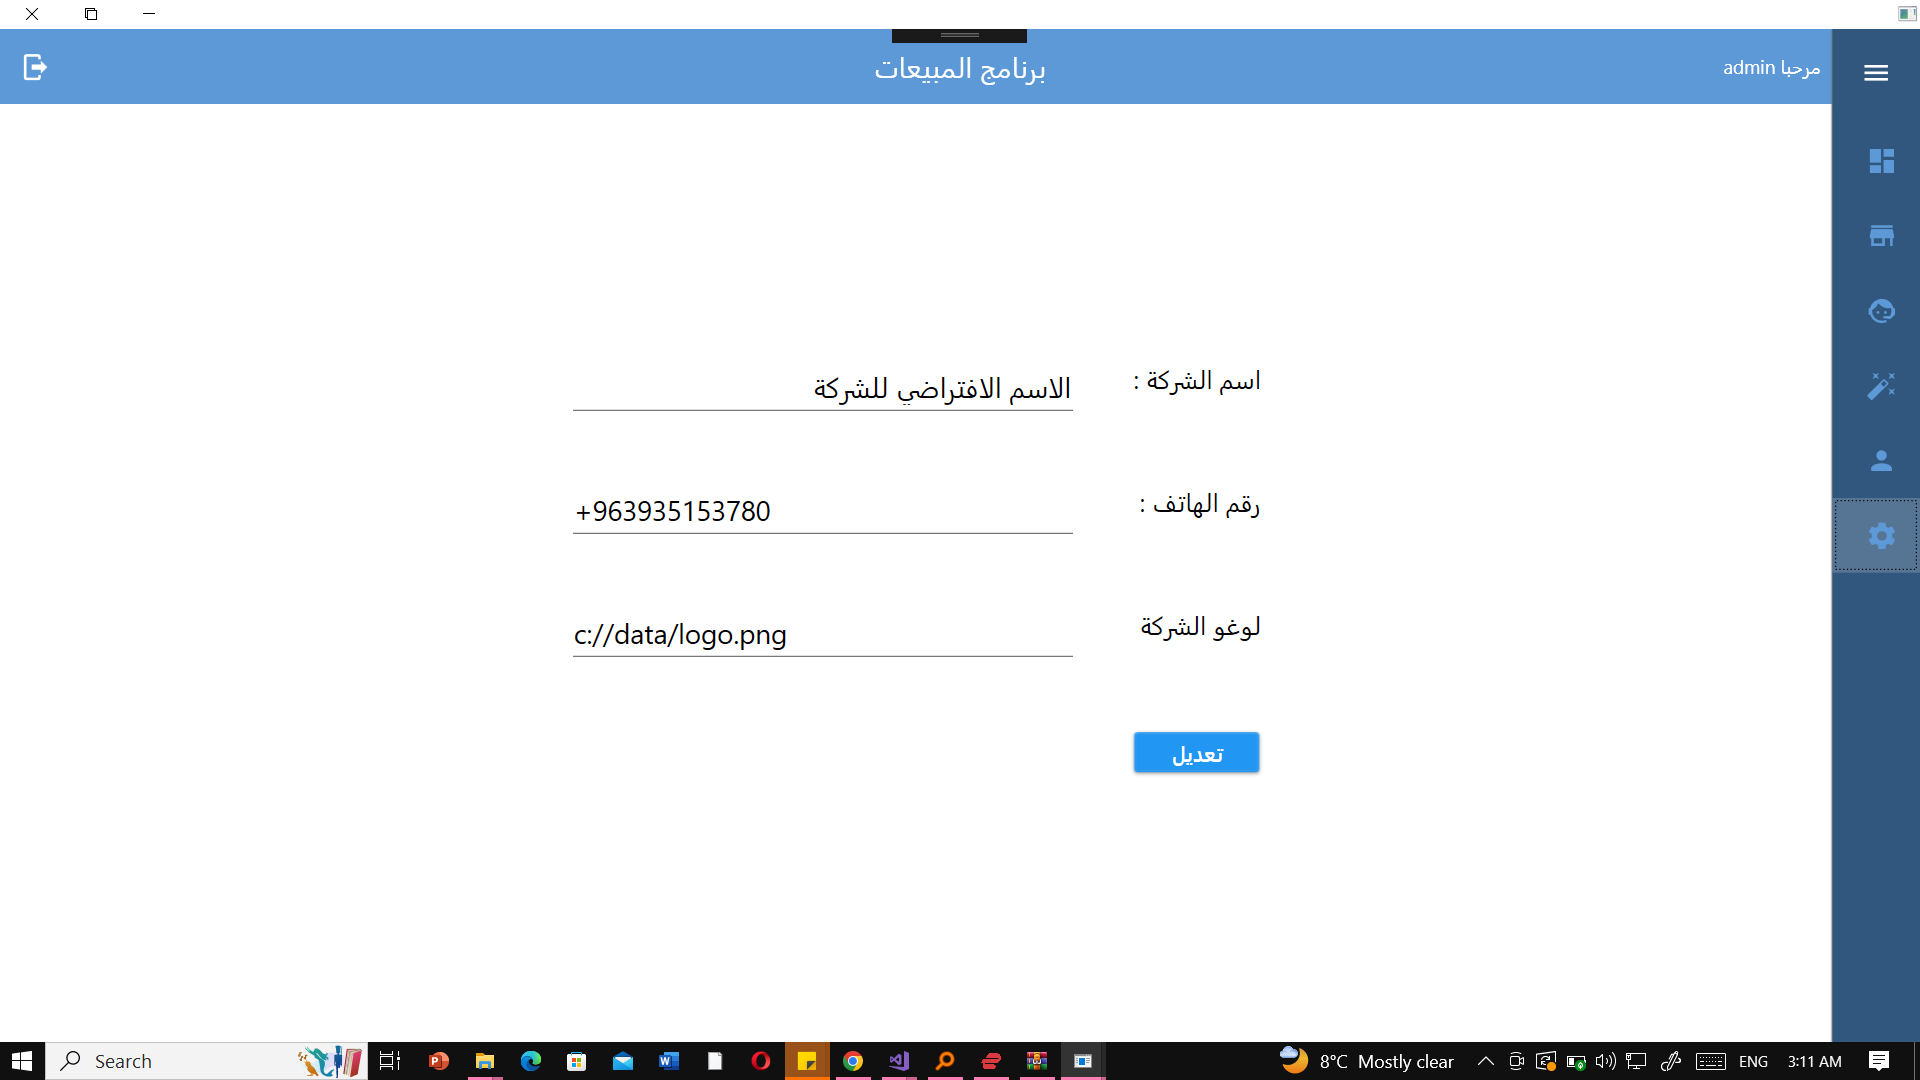 برنامج المبيعات
مرحبا admin
اسم الشركة :
الاسم الافتراضي للشركة
رقم الهاتف :
+963935153780
لوغو الشركة
c://data/logo.png
تعديل
Search
8°C Mostly clear
ENG
3:11 AM